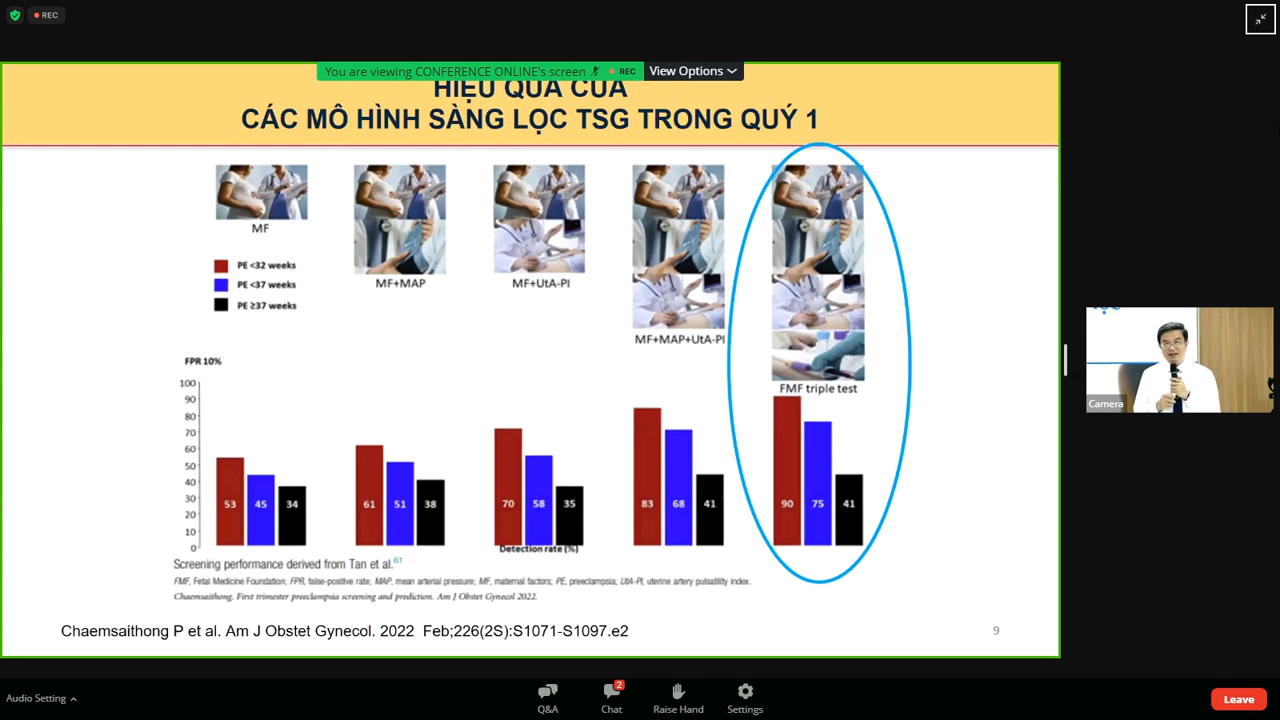 REC
You are viewing CONFERENCE ONLINE's screen
REC
View Options
HIỆU QUẢ CỦA
CÁC MÔ HÌNH SÀNG LỌC TSG TRONG QUÝ 1
MF
MF+MAP
MF+UtA-PI
MF+MAP+UtA-PI
FMF triple test
PE <32 weeks
PE <37 weeks
PE ≥37 weeks
FPR 10%
100
90
80
70
60
50
40
30
20
10
0
53 45 34
61 51 38
70 58 35
83 68 41
90 75 41
Detection rate (%)
Screening performance derived from Tan et al.61
FMF, Fetal Medicine Foundation; FPR, false-positive rate; MAP, mean arterial pressure; MF, maternal factors; PE, preeclampsia; UtA-PI, uterine artery pulsatility index.
Chaemsaithong. First trimester preeclampsia screening and prediction. Am J Obstet Gynecol 2022.
Chaemsaithong P et al. Am J Obstet Gynecol. 2022 Feb;226(2S):S1071-S1097.e2
9
Camera
Audio Setting
Q&A
2
Chat
Raise Hand
Settings
Leave